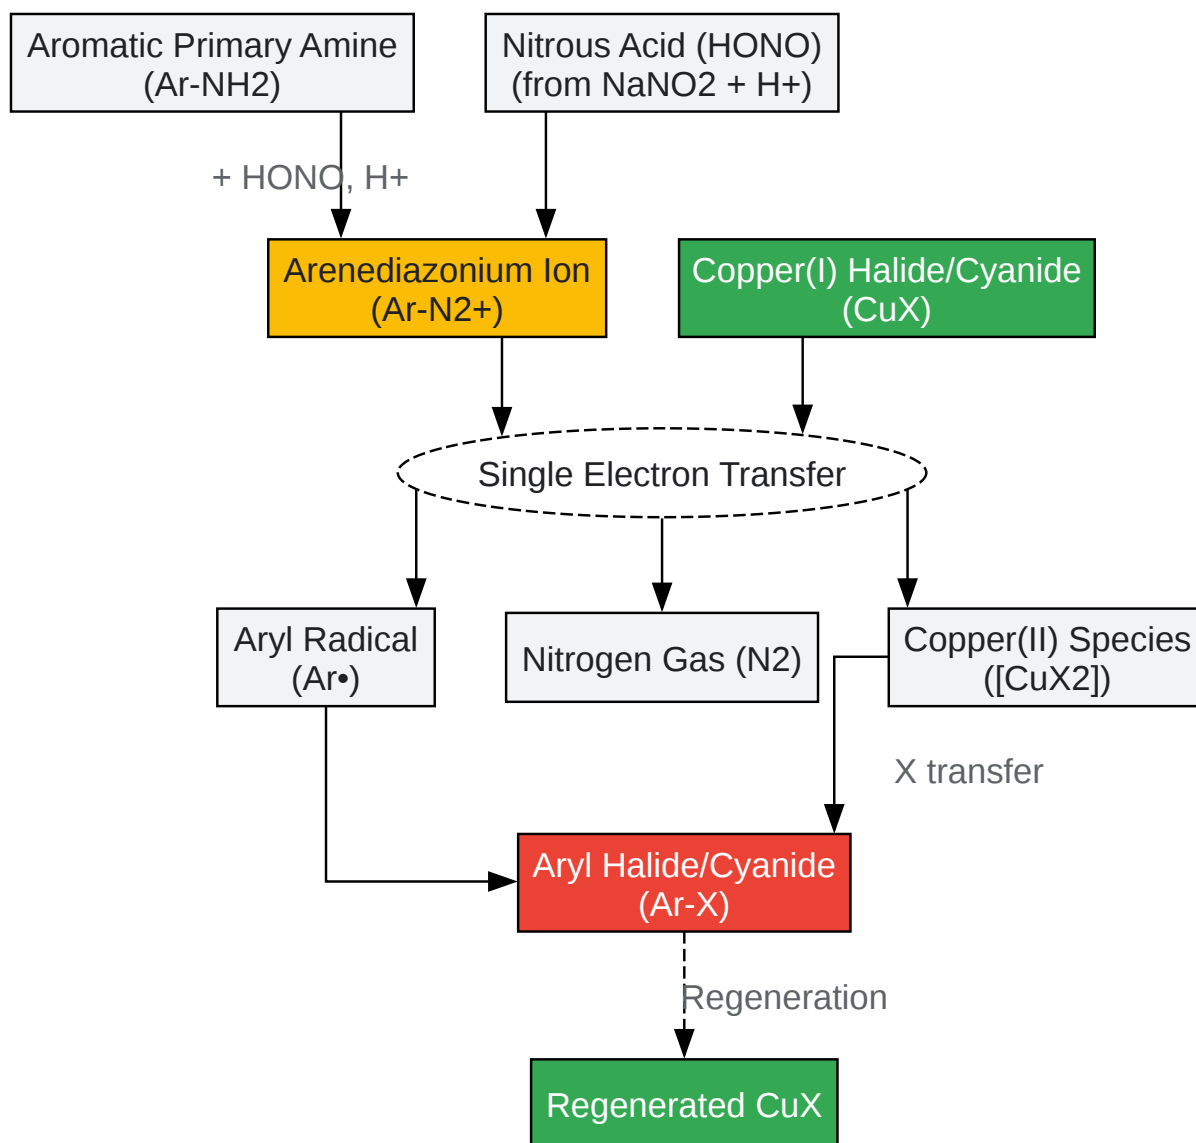 Aromatic Primary Amine
(Ar-NH2)
Nitrous Acid (HONO)
(from NaNO2 + H+)
+ HONO, H+
Arenediazonium Ion
(Ar-N2+)
Copper(I) Halide/Cyanide
(CuX)
Single Electron Transfer
Aryl Radical
(Ar•)
Nitrogen Gas (N2)
Copper(II) Species
([CuX2])
X transfer
Aryl Halide/Cyanide
(Ar-X)
Regeneration
Regenerated CuX